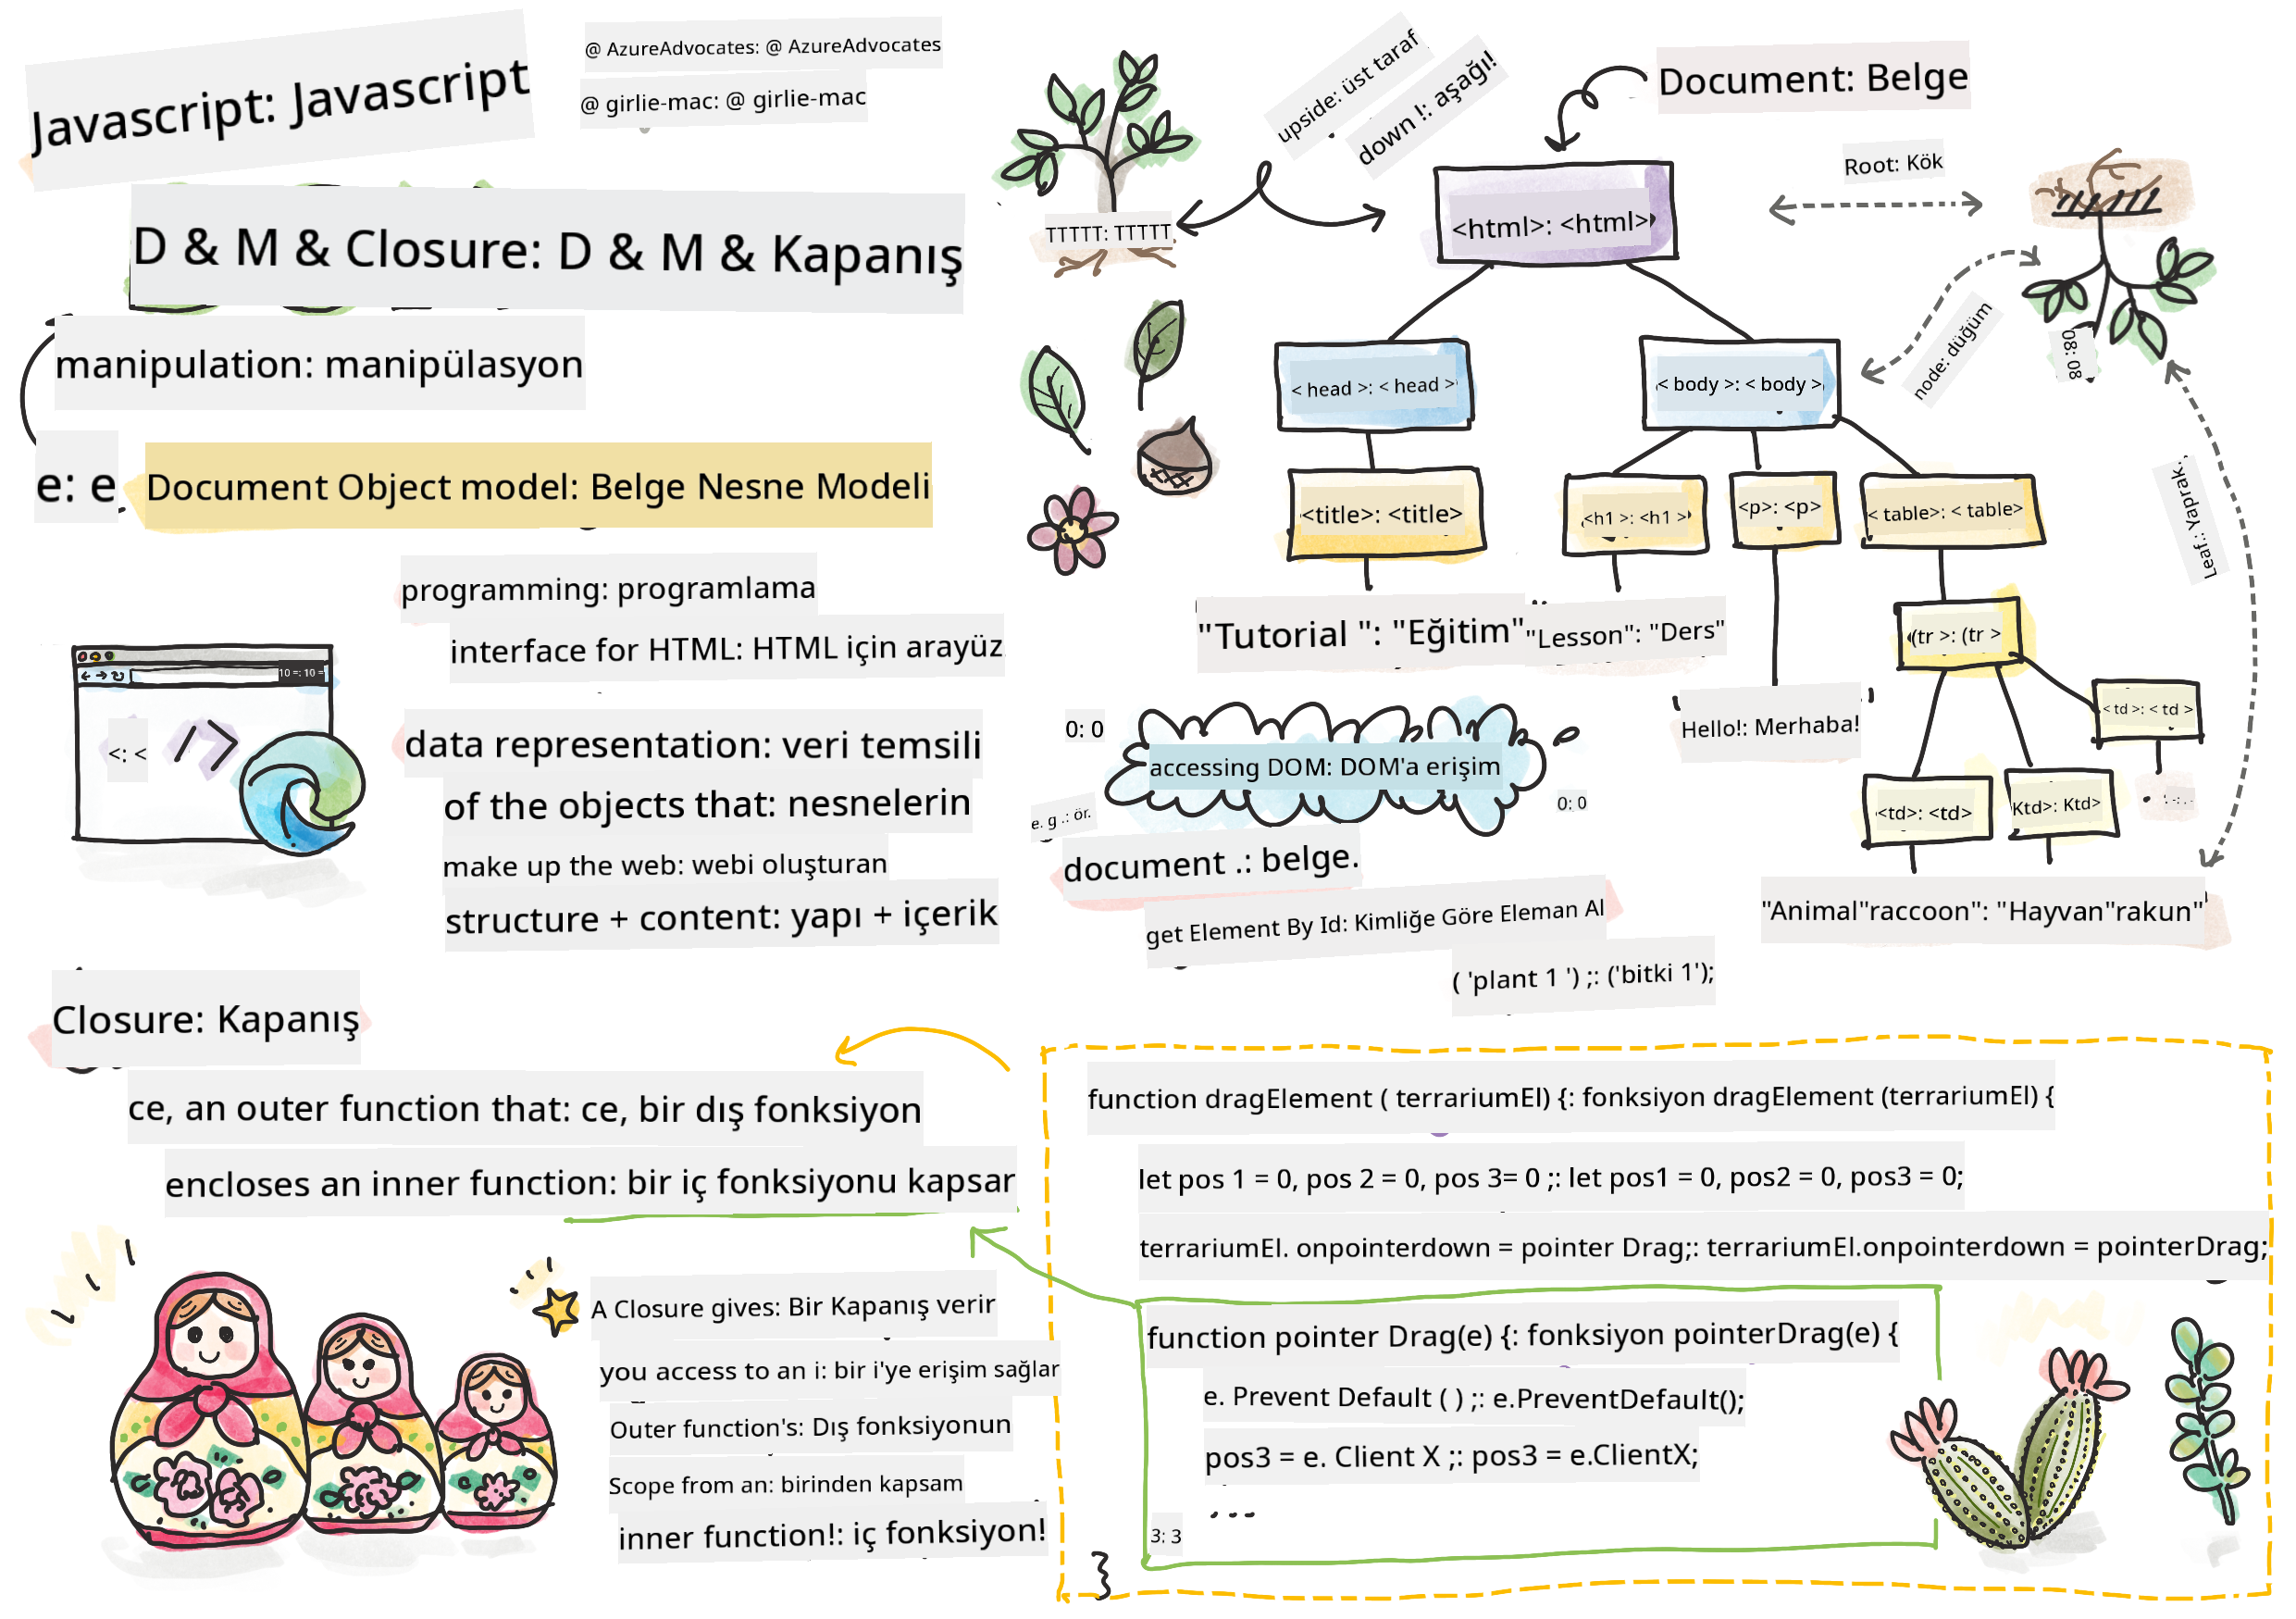 Javascript: Javascript
@ AzureAdvocates: @ AzureAdvocates
@ girlie-mac: @ girlie-mac
D & M & Closure: D & M & Kapanış
manipulation: manipülasyon
e: e
Document Object model: Belge Nesne Modeli
programming: programlama
interface for HTML: HTML için arayüz
10 =: 10 =
<: <
/>
data representation: veri temsili
of the objects that: nesnelerin
make up the web: webi oluşturan
structure + content: yapı + içerik
upside: üst taraf
down !: aşağı!
Document: Belge
TTTTT: TTTTT
<html>: <html>
Root: Kök
node: düğüm
08: 08
< head >: < head >
< body >: < body >
Leaf.: Yaprak.
<title>: <title>
<h1 >: <h1 >
<p>: <p>
< table>: < table>
"Tutorial ": "Eğitim"
"Lesson": "Ders"
(tr >: (tr >
Hello!: Merhaba!
< td >: < td >
<td>: <td>
Ktd>: Ktd>
"Animal"raccoon": "Hayvan"rakun"
0: 0
accessing DOM: DOM'a erişim
0: 0
e. g .: ör.
document .: belge.
get Element By Id: Kimliğe Göre Eleman Al
( 'plant 1 ') ;: ('bitki 1');
Closure: Kapanış
ce, an outer function that: ce, bir dış fonksiyon
encloses an inner function: bir iç fonksiyonu kapsar
A Closure gives: Bir Kapanış verir
you access to an i: bir i'ye erişim sağlar
Outer function's: Dış fonksiyonun
Scope from an: birinden kapsam
inner function!: iç fonksiyon!
function dragElement ( terrariumEl) {: fonksiyon dragElement (terrariumEl) {
let pos 1 = 0, pos 2 = 0, pos 3= 0 ;: let pos1 = 0, pos2 = 0, pos3 = 0;
terrariumEl. onpointerdown = pointer Drag;: terrariumEl.onpointerdown = pointerDrag;
function pointer Drag(e) {: fonksiyon pointerDrag(e) {
e. Prevent Default ( ) ;: e.PreventDefault();
pos3 = e. Client X ;: pos3 = e.ClientX;
...
3: 3
}